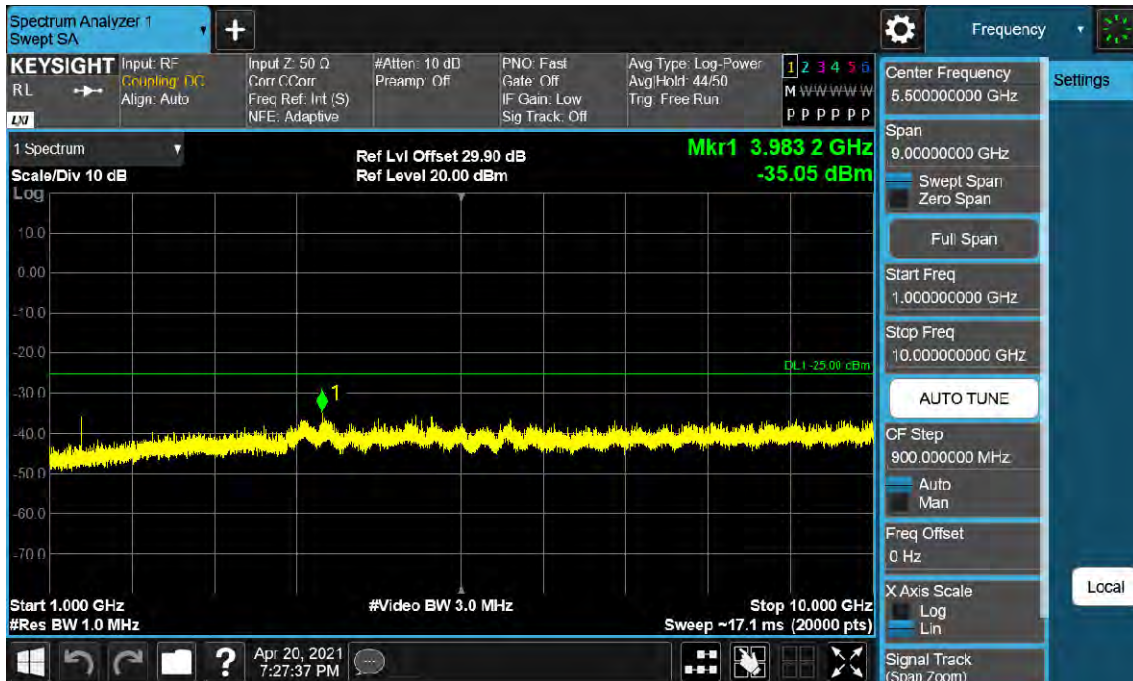 Spectrum Analyzer 1
Swept SA
+
Frequency
KEYSIGHT
RL
LXI
Input: RF
Coupling: DC
Align: Auto
Input Z: 50 Ω
Corr CCorr
Freq Ref: Int (S)
NFE: Adaptive
#Atten: 10 dB
Preamp: Off
PNO: Fast
Gate: Off
IF Gain: Low
Sig Track: Off
Avg Type: Log-Power
Avg|Hold: 44/50
Trig: Free Run
1 2 3 4 5 6
M W W W W W
P P P P P P
1 Spectrum
Scale/Div 10 dB
Log
Ref Lvl Offset 29.90 dB
Ref Level 20.00 dBm
Mkr1 3.983 2 GHz
-35.05 dBm
10.0
0.00
-10.0
-20.0
DL1 -25.00 dBm
-30.0
1
-40.0
-50.0
-60.0
-70.0
Start 1.000 GHz
#Res BW 1.0 MHz
#Video BW 3.0 MHz
Stop 10.000 GHz
Sweep ~17.1 ms (20000 pts)
?
Apr 20, 2021
7:27:37 PM
Center Frequency
5.500000000 GHz
Span
9.00000000 GHz
Swept Span
Zero Span
Full Span
Start Freq
1.000000000 GHz
Stop Freq
10.000000000 GHz
AUTO TUNE
CF Step
900.000000 MHz
Auto
Man
Freq Offset
0 Hz
X Axis Scale
Log
Lin
Signal Track
(Span Zoom)
Settings
Local